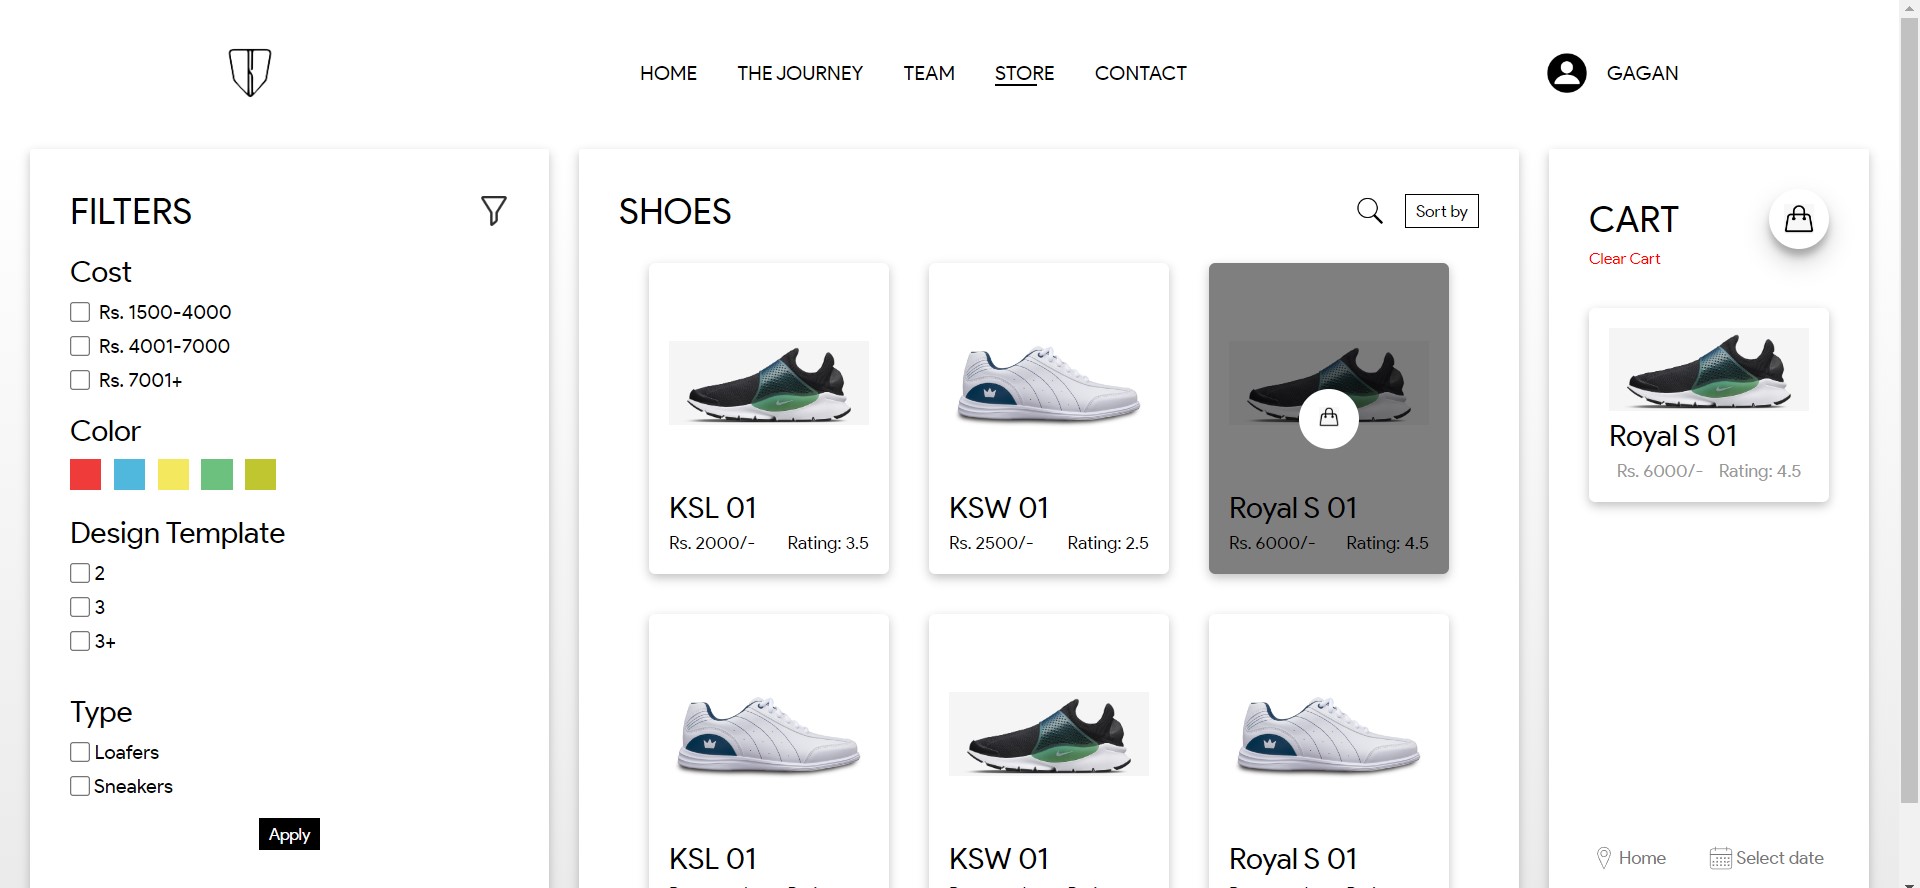 HOME THE JOURNEY TEAM STORE CONTACT GAGAN
FILTERS
Cost
Rs. 1500-4000
Rs. 4001-7000
Rs. 7001+
Color
Design Template
2
3
3+
Type
Loafers
Sneakers
Apply
SHOES
Sort by
KSL 01
Rs. 2000/- Rating: 3.5
KSW 01
Rs. 2500/- Rating: 2.5
Royal S 01
Rs. 6000/- Rating: 4.5
KSL 01
KSW 01
Royal S 01
CART
Clear Cart
Royal S 01
Rs. 6000/- Rating: 4.5
Home Select date